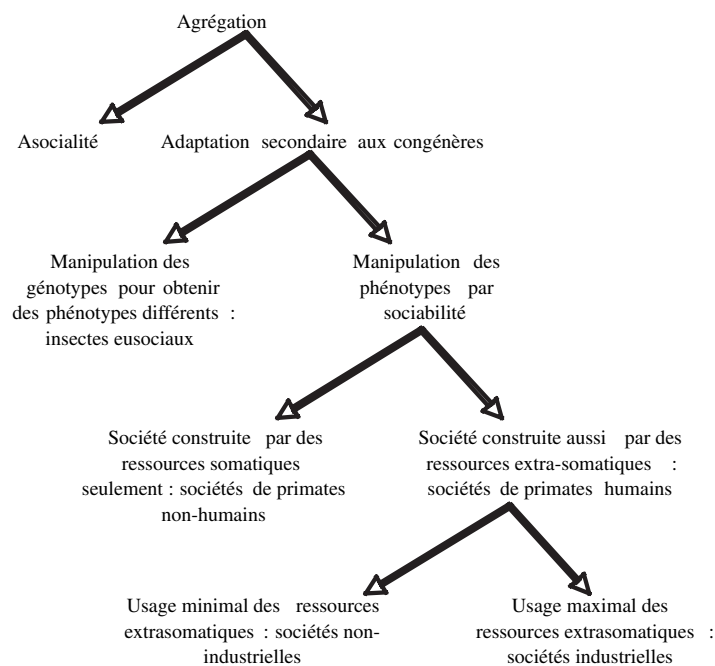 Agrégation
Asocialité
Adaptation secondaire aux congénères
Manipulation des
génotypes pour obtenir
des phénotypes différents :
insectes eusociaux
Manipulation des
phénotypes par
sociabilité
Société construite par des
ressources somatiques
seulement : sociétés de primates
non-humains
Société construite aussi par des
ressources extra-somatiques :
sociétés de primates humains
Usage minimal des ressources
extrasomatiques : sociétés non-
industrielles
Usage maximal des
ressources extrasomatiques :
sociétés industrielles